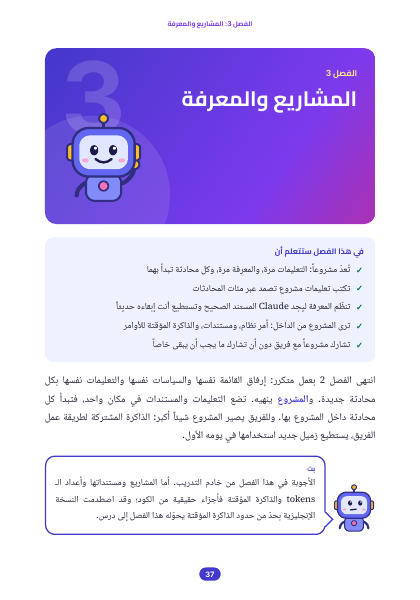 الفصل 3: المشاريع والمعرفة
3
الفصل 3
المشاريع والمعرفة
في هذا الفصل ستتعلم أن
✓ تُعدّ مشروعاً: التعليمات مرة، والمعرفة مرة، وكل محادثة تبدأ بهما
✓ تكتب تعليمات مشروع تصمد عبر مئات المحادثات
✓ تنظّم المعرفة ليجد Claude المستند الصحيح وتستطيع أنت إبقاءه حديثاً
✓ ترى المشروع من الداخل: أمر نظام، ومستندات، والذاكرة المؤقتة للأوامر
✓ تشارك مشروعاً مع فريق دون أن تشارك ما يجب أن يبقى خاصاً
انتهى الفصل 2 بعمل متكرر: إرفاق القائمة نفسها والسياسات نفسها والتعليمات نفسها بكل
محادثة جديدة. والمشروع ينهيه. تضع التعليمات والمستندات في مكان واحد، فتبدأ كل
محادثة داخل المشروع بها. وللفريق يصير المشروع شيئاً أكبر: الذاكرة المشتركة لطريقة عمل
الفريق، يستطيع زميل جديد استخدامها في يومه الأول.
بت
الأجوبة في هذا الفصل من خادم التدريب. أما المشاريع ومستنداتها وأعداد الـ
tokens والذاكرة المؤقتة فأجزاء حقيقية من الكود؛ وقد اصطدمت النسخة
الإنجليزية بحدّ من حدود الذاكرة المؤقتة يحوّله هذا الفصل إلى درس.
37